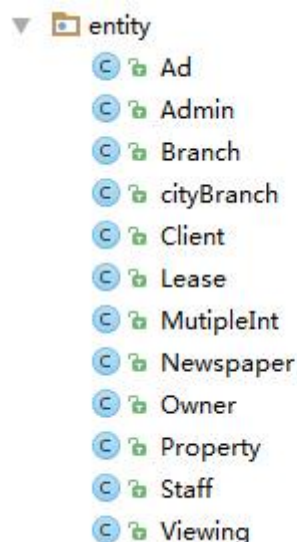 entity
C Ad
C Admin
C Branch
C cityBranch
C Client
C Lease
C MutipleInt
C Newspaper
C Owner
C Property
C Staff
C Viewing